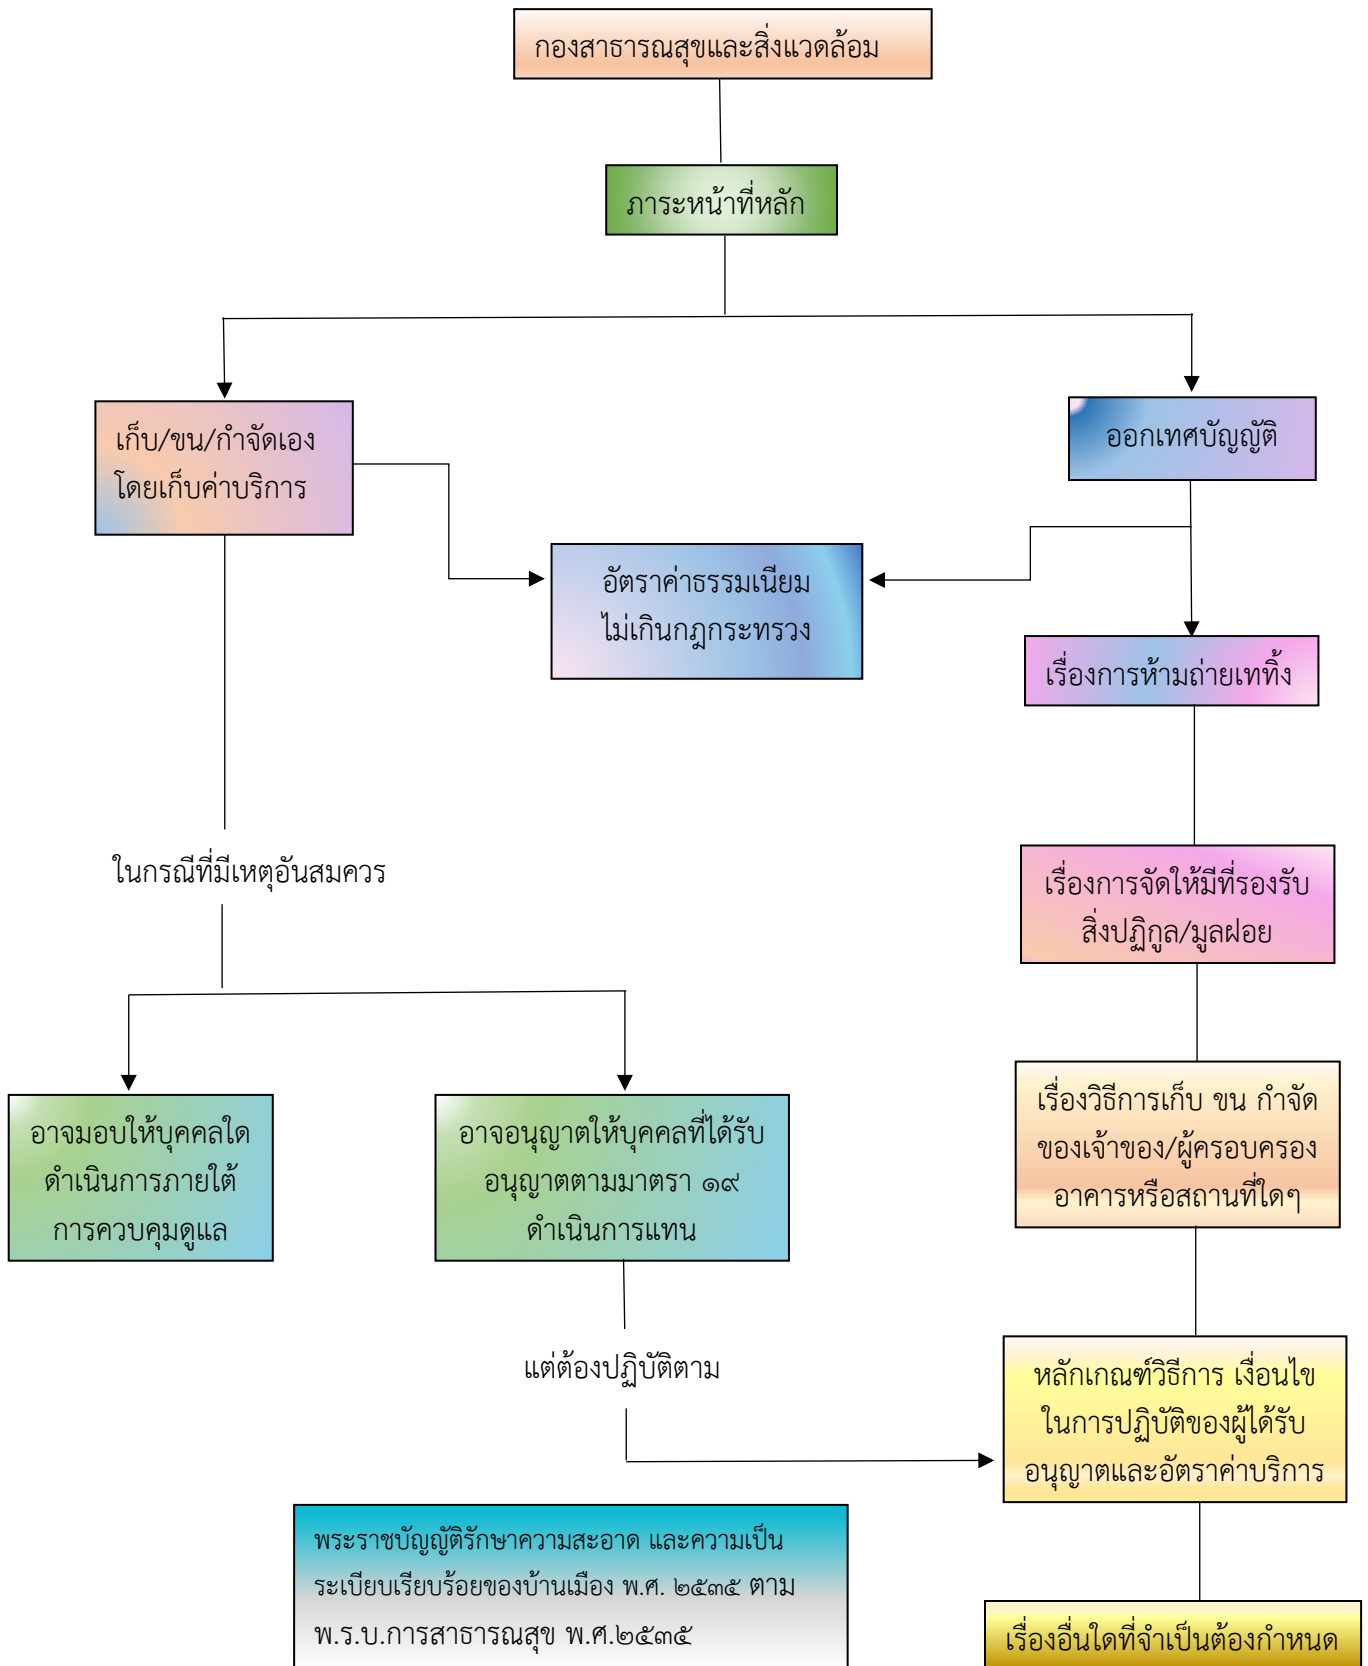 กองสาธารณสุขและสิ่งแวดล้อม
ภาระหน้าที่หลัก
เก็บ/ขน/กำจัดเอง
โดยเก็บค่าบริการ
ออกเทศบัญญัติ
อัตราค่าธรรมเนียม
ไม่เกินกฎกระทรวง
เรื่องการห้ามถ่ายเททิ้ง
ในกรณีที่มีเหตุอันสมควร
เรื่องการจัดให้มีที่รองรับ
สิ่งปฏิกูล/มูลฝอย
อาจมอบให้บุคคลใด
ดำเนินการภายใต้
การควบคุมดูแล
อาจอนุญาตให้บุคคลที่ได้รับ
อนุญาตตามมาตรา ๑๙
ดำเนินการแทน
เรื่องวิธีการเก็บ ขน กำจัด
ของเจ้าของ/ผู้ครอบครอง
อาคารหรือสถานที่ใดๆ
แต่ต้องปฏิบัติตาม
หลักเกณฑ์วิธีการ เงื่อนไข
ในการปฏิบัติของผู้ได้รับ
อนุญาตและอัตราค่าบริการ
พระราชบัญญัติรักษาความสะอาด และความเป็น
ระเบียบเรียบร้อยของบ้านเมือง พ.ศ. ๒๕๓๕ ตาม
พ.ร.บ.การสาธารณสุข พ.ศ.๒๕๓๕
เรื่องอื่นใดที่จำเป็นต้องกำหนด